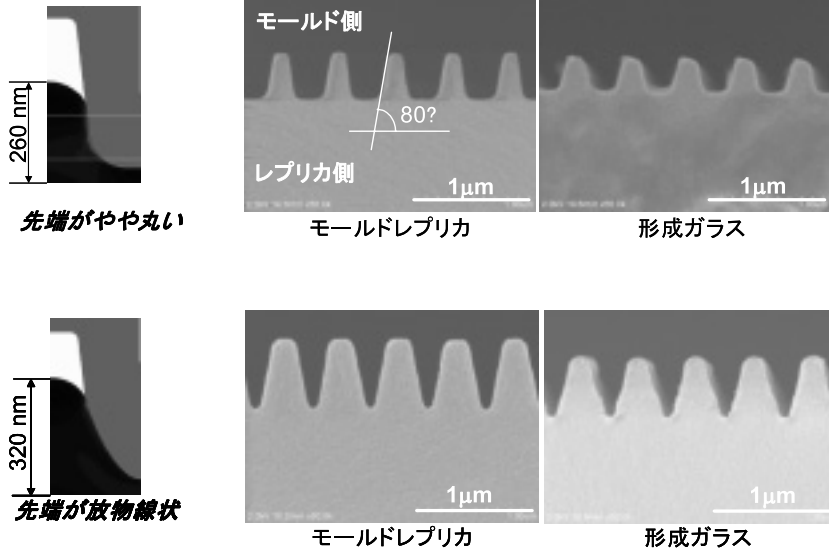 モールド側
80?
レプリカ側
1μm
1μm
260 nm
先端がやや丸い
モールドレプリカ
形成ガラス
320 nm
1μm
1μm
先端が放物線状
モールドレプリカ
形成ガラス